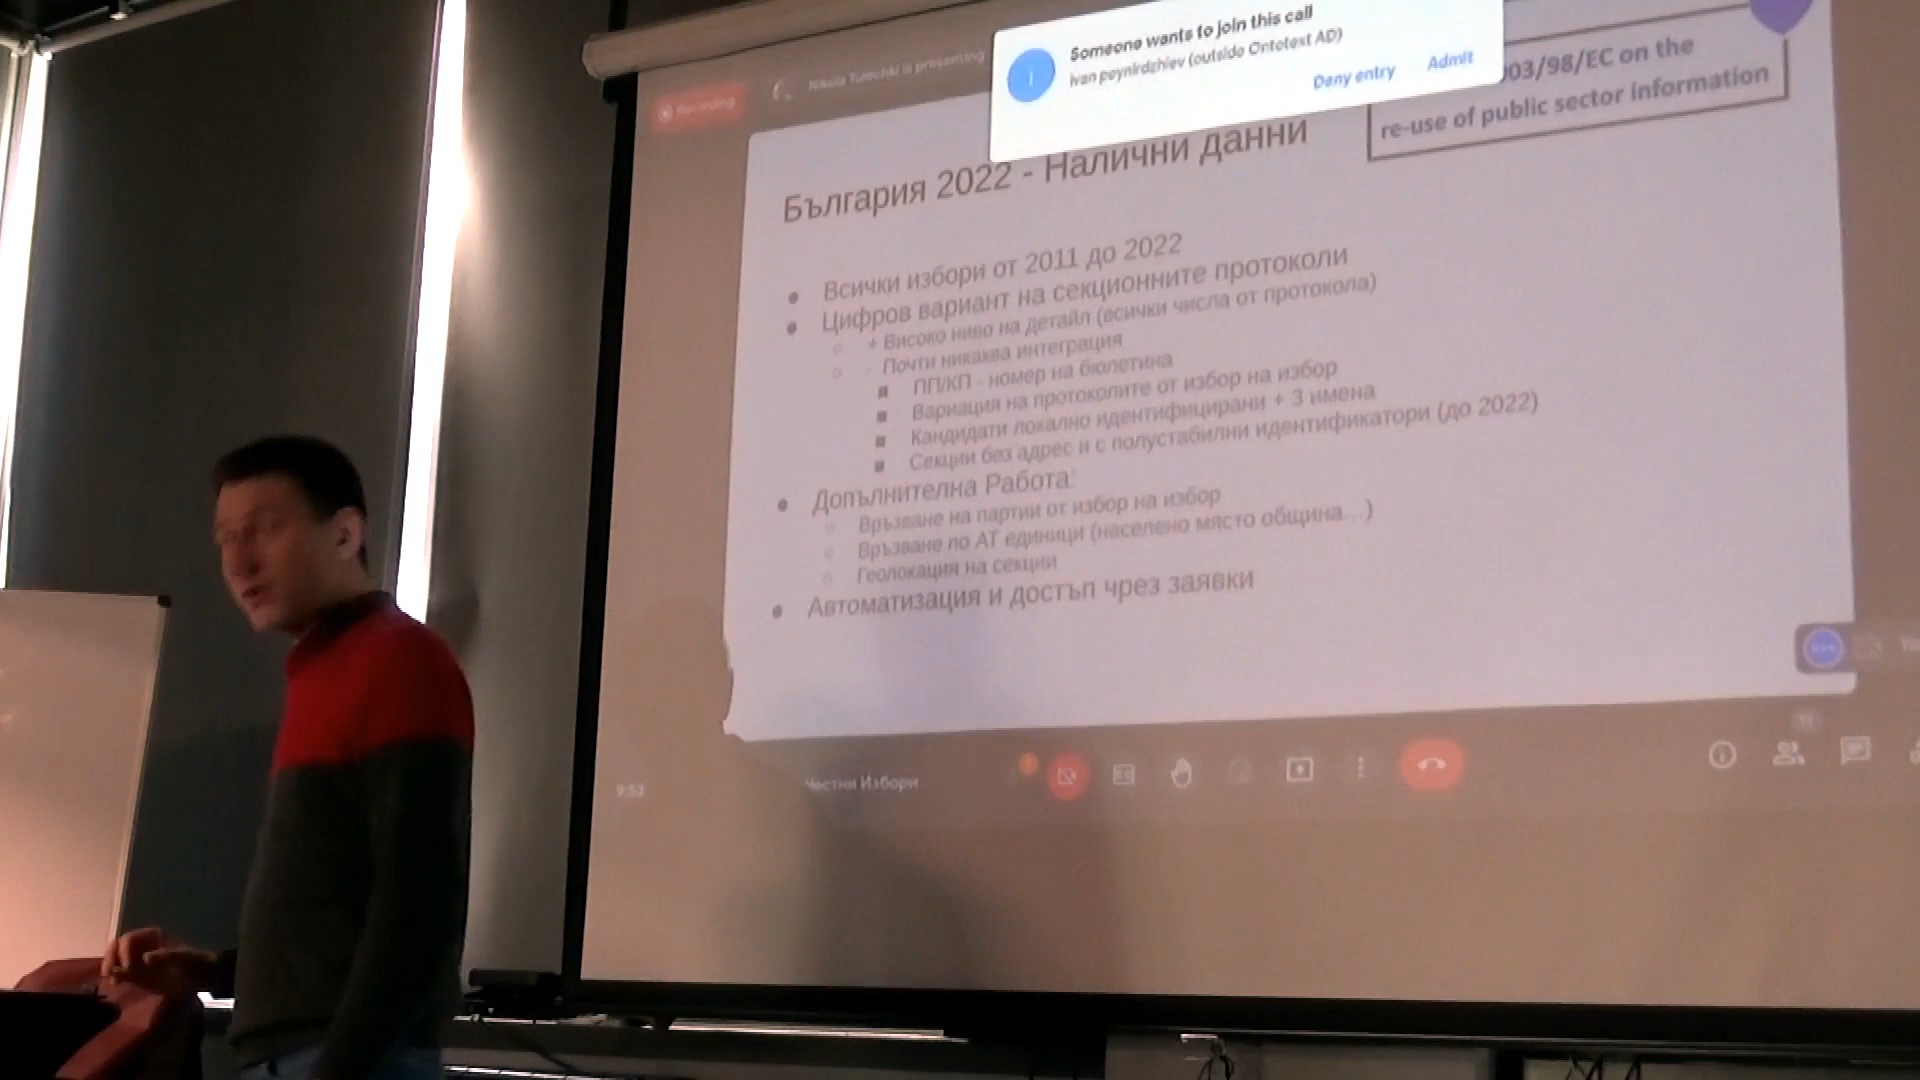 Someone wants to join this call
ivan peynirdzhiev (outside Ontotext AD)
Deny entry
Admit
Recording
Nikola Tulechki is presenting
003/98/EC on the
re-use of public sector information
България 2022 - Налични данни
Всички избори от 2011 до 2022
Цифров вариант на секционните протоколи
+ Високо ниво на детайл (всички числа от протокола)
- Почти никаква интеграция
ПП/КП - номер на бюлетина
Вариация на протоколите от избор на избор
Кандидати локално идентифицирани + 3 имена
Секции без адрес и с полустабилни идентификатори (до 2022)
Допълнителна Работа:
Връзване на партии от избор на избор
Връзване по АТ единици (населено място община...)
Геолокация на секции
Автоматизация и достъп чрез заявки
9:53
Честни Избори